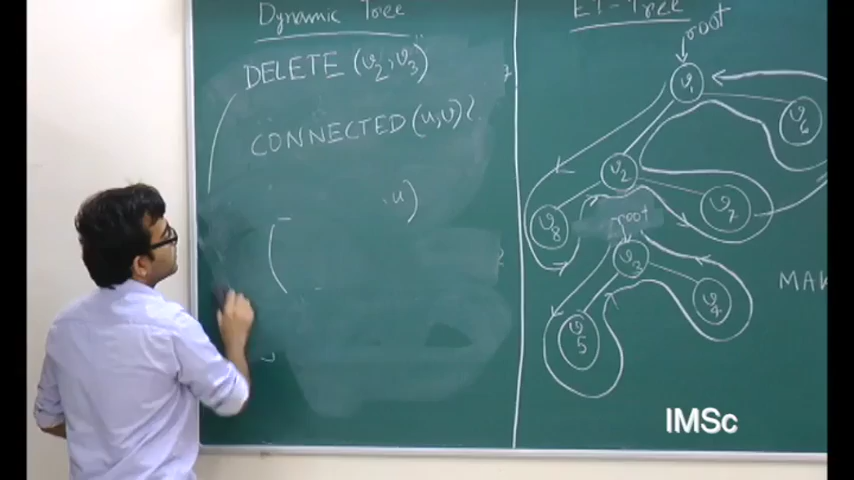 Dynamic Tree
DELETE (v₂, v₃)
CONNECTED (u, v)?
, u)
ET-Tree
root
v₁
v₆
v₂
v₇
v₈
root
v₃
v₄
v₅
MAK
IMSc